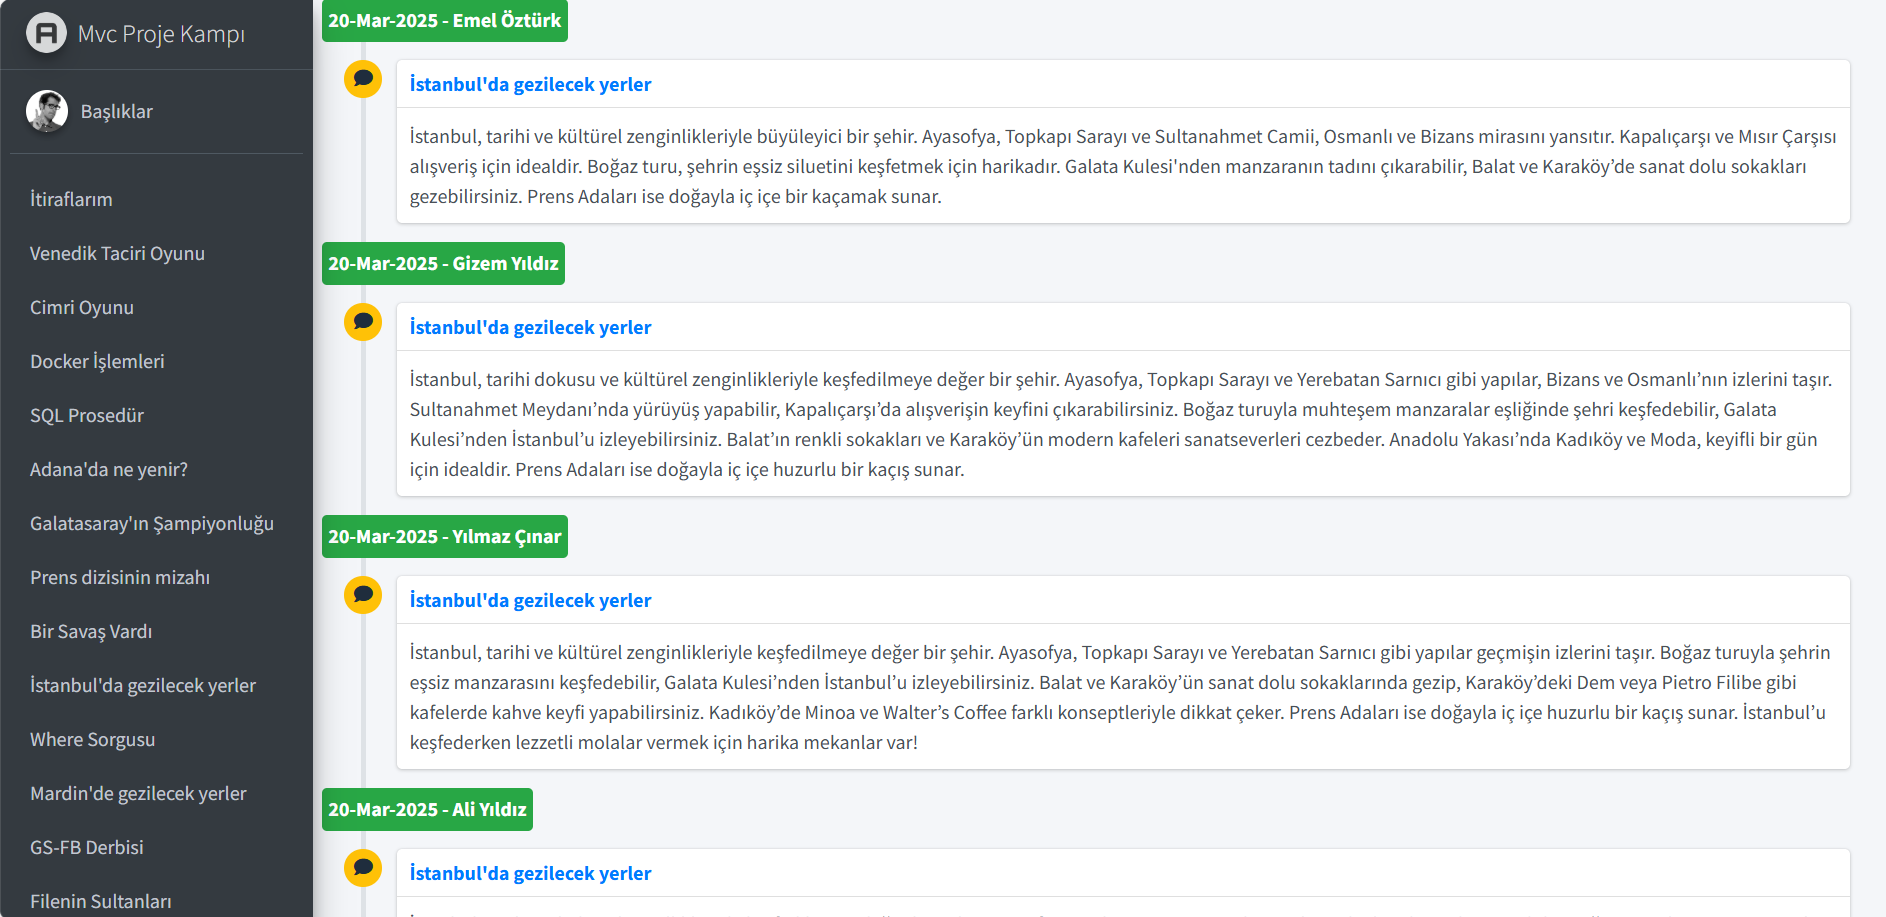 Mvc Proje Kampı
Başlıklar
İtiraflarım
Venedik Taciri Oyunu
Cimri Oyunu
Docker İşlemleri
SQL Prosedür
Adana'da ne yenir?
Galatasaray'ın Şampiyonluğu
Prens dizisinin mizahı
Bir Savaş Vardı
İstanbul'da gezilecek yerler
Where Sorgusu
Mardin'de gezilecek yerler
GS-FB Derbisi
Filenin Sultanları
20-Mar-2025 - Emel Öztürk
İstanbul'da gezilecek yerler
İstanbul, tarihi ve kültürel zenginlikleriyle büyüleyici bir şehir. Ayasofya, Topkapı Sarayı ve Sultanahmet Camii, Osmanlı ve Bizans mirasını yansıtır. Kapalıçarşı ve Mısır Çarşısı
alışveriş için idealdir. Boğaz turu, şehrin eşsiz siluetini keşfetmek için harikadır. Galata Kulesi'nden manzaranın tadını çıkarabilir, Balat ve Karaköy’de sanat dolu sokakları
gezebilirsiniz. Prens Adaları ise doğayla iç içe bir kaçamak sunar.
20-Mar-2025 - Gizem Yıldız
İstanbul'da gezilecek yerler
İstanbul, tarihi dokusu ve kültürel zenginlikleriyle keşfedilmeye değer bir şehir. Ayasofya, Topkapı Sarayı ve Yerebatan Sarnıcı gibi yapılar, Bizans ve Osmanlı’nın izlerini taşır.
Sultanahmet Meydanı’nda yürüyüş yapabilir, Kapalıçarşı’da alışverişin keyfini çıkarabilirsiniz. Boğaz turuyla muhteşem manzaralar eşliğinde şehri keşfedebilir, Galata
Kulesi’nden İstanbul’u izleyebilirsiniz. Balat’ın renkli sokakları ve Karaköy’ün modern kafeleri sanatseverleri cezbeder. Anadolu Yakası’nda Kadıköy ve Moda, keyifli bir gün
için idealdir. Prens Adaları ise doğayla iç içe huzurlu bir kaçış sunar.
20-Mar-2025 - Yılmaz Çınar
İstanbul'da gezilecek yerler
İstanbul, tarihi ve kültürel zenginlikleriyle keşfedilmeye değer bir şehir. Ayasofya, Topkapı Sarayı ve Yerebatan Sarnıcı gibi yapılar geçmişin izlerini taşır. Boğaz turuyla şehrin
eşsiz manzarasını keşfedebilir, Galata Kulesi’nden İstanbul’u izleyebilirsiniz. Balat ve Karaköy’ün sanat dolu sokaklarında gezip, Karaköy’deki Dem veya Pietro Filibe gibi
kafelerde kahve keyfi yapabilirsiniz. Kadıköy’de Minoa ve Walter’s Coffee farklı konseptleriyle dikkat çeker. Prens Adaları ise doğayla iç içe huzurlu bir kaçış sunar. İstanbul’u
keşfederken lezzetli molalar vermek için harika mekanlar var!
20-Mar-2025 - Ali Yıldız
İstanbul'da gezilecek yerler